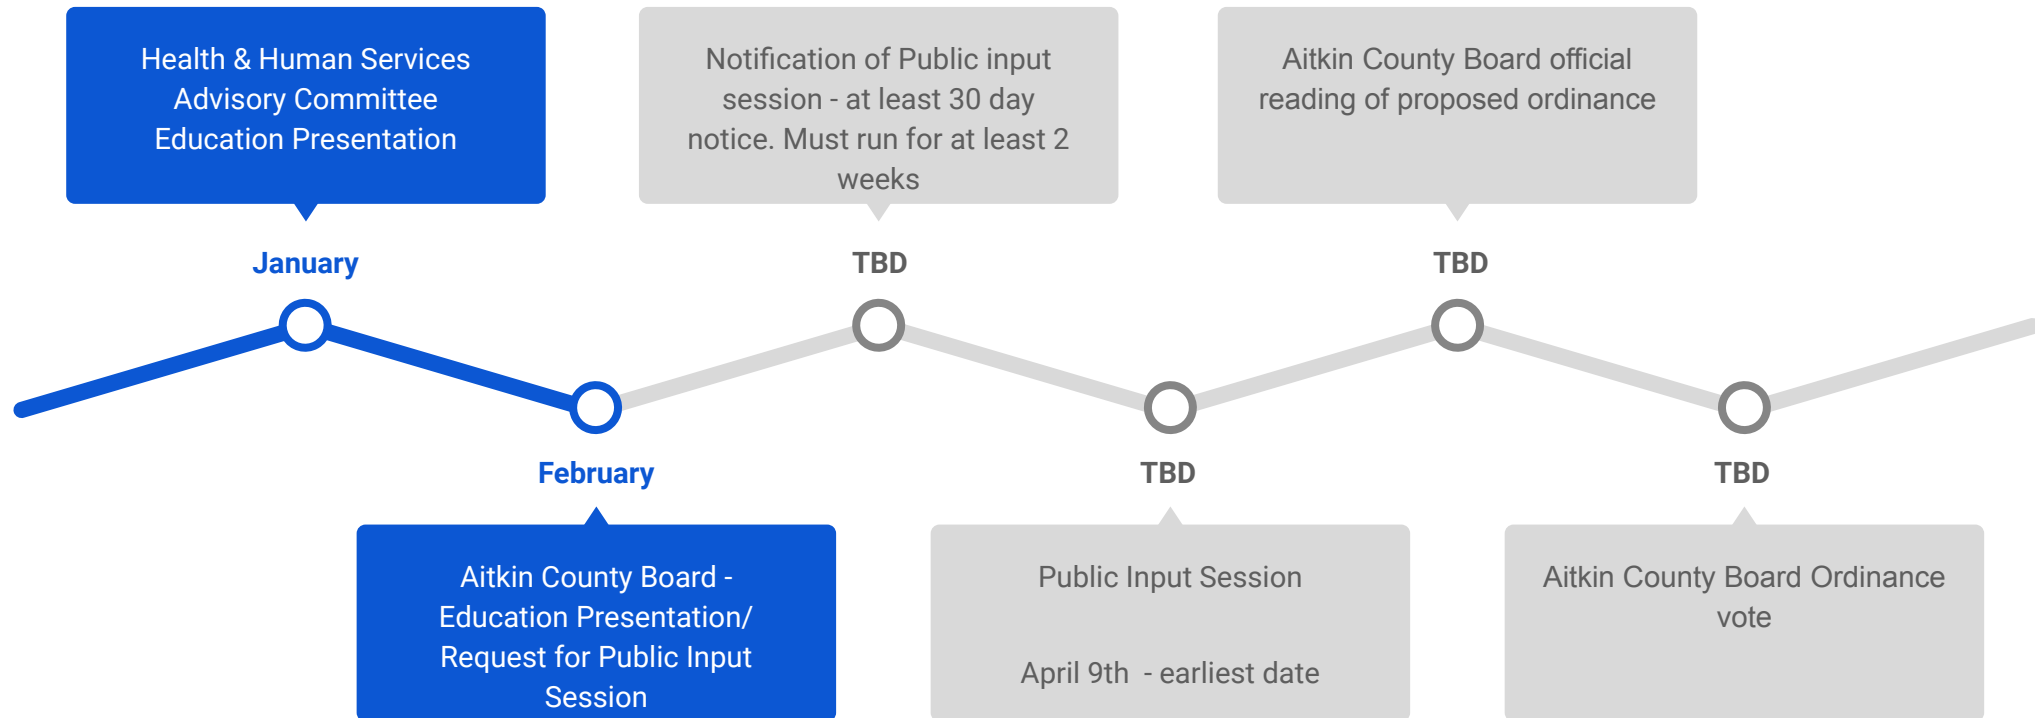 Health & Human Services
Advisory Committee
Education Presentation
January
February
Aitkin County Board -
Education Presentation/
Request for Public Input
Session
Notification of Public input
session - at least 30 day
notice. Must run for at least 2
weeks
TBD
TBD
Public Input Session
April 9th - earliest date
Aitkin County Board official
reading of proposed ordinance
TBD
TBD
Aitkin County Board Ordinance
vote